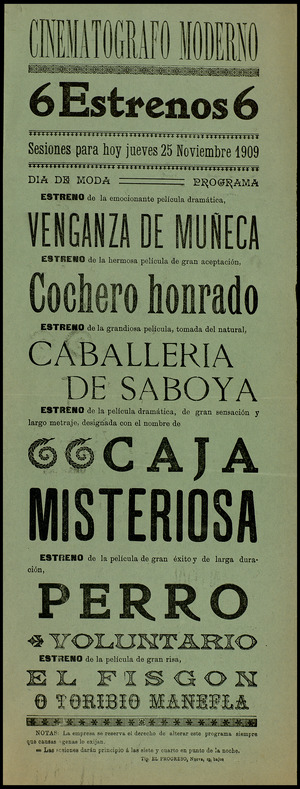 CINEMATOGRAFO MODERNO
6 Estrenos 6
Sesiones para hoy jueves 25 Noviembre 1909
DIA DE MODA PROGRAMA
ESTRENO de la emocionante película dramática,
VENGANZA DE MUÑECA
ESTRENO de la hermosa película de gran aceptación.
Cochero honrado
ESTRENO de la grandiosa película, tomada del natural,
CABALLERIA
DE SABOYA
ESTRENO de la película dramática, de gran sensación y
largo metraje, designada con el nombre de
CAJA
MISTERIOSA
ESTRENO de la película de gran éxito y de larga dura-
ción,
PERRO
VOLUNTARIO
ESTRENO de la película de gran risa,
EL FISGON
O TORIBIO MANEFLA
NOTAS: La empresa se reserva el derecho de alterar este programa siempre
que causas agenas le exijan.
Las sesiones darán principio á las siete y cuarto en punto de la noche.
Tip. EL PROGRESO, Nueva, bajos